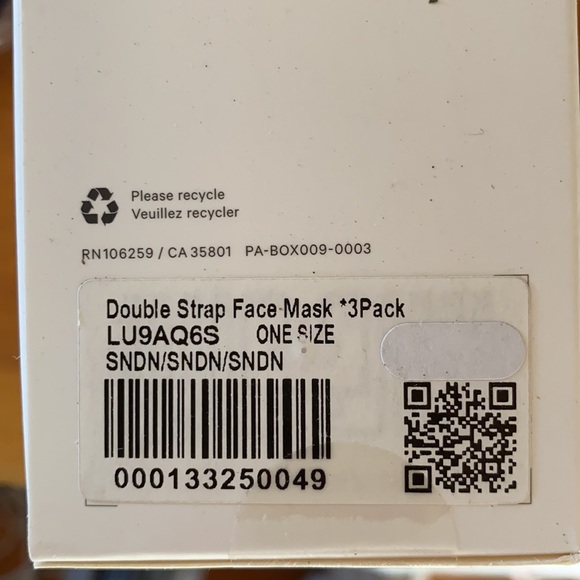 Please recycle
Veuillez recycler
RN106259 / CA 35801 PA-BOX009-0003
Double Strap Face Mask *3Pack
LU9AQ6S ONE SIZE
SNDN/SNDN/SNDN
000133250049